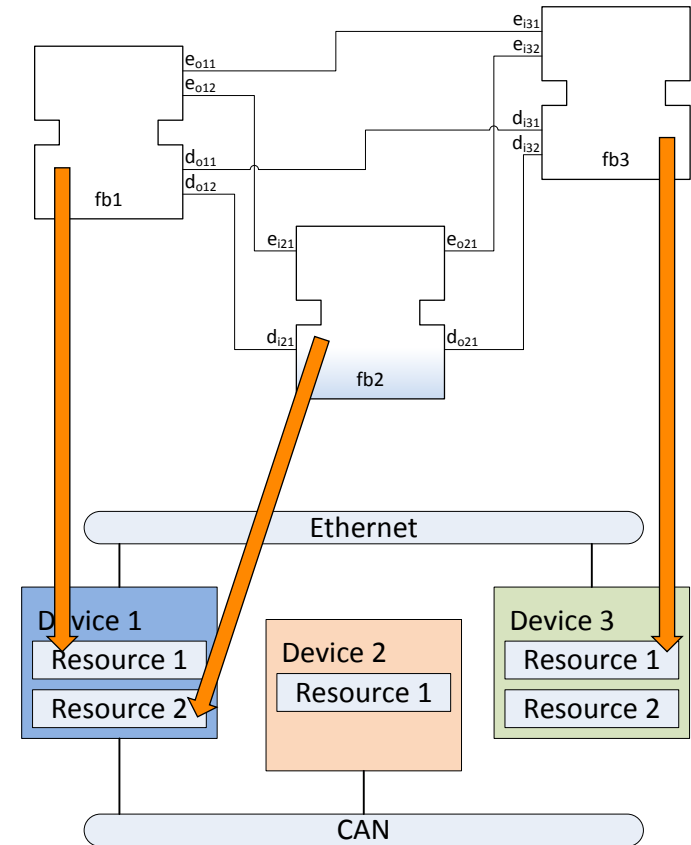 e_i31
e_i32
e_o11
e_o12
d_i31
d_i32
d_o11
d_o12
fb3
fb1
e_i21
e_o21
d_i21
d_o21
fb2
Ethernet
Device 1
Resource 1
Resource 2
Device 2
Resource 1
Device 3
Resource 1
Resource 2
CAN